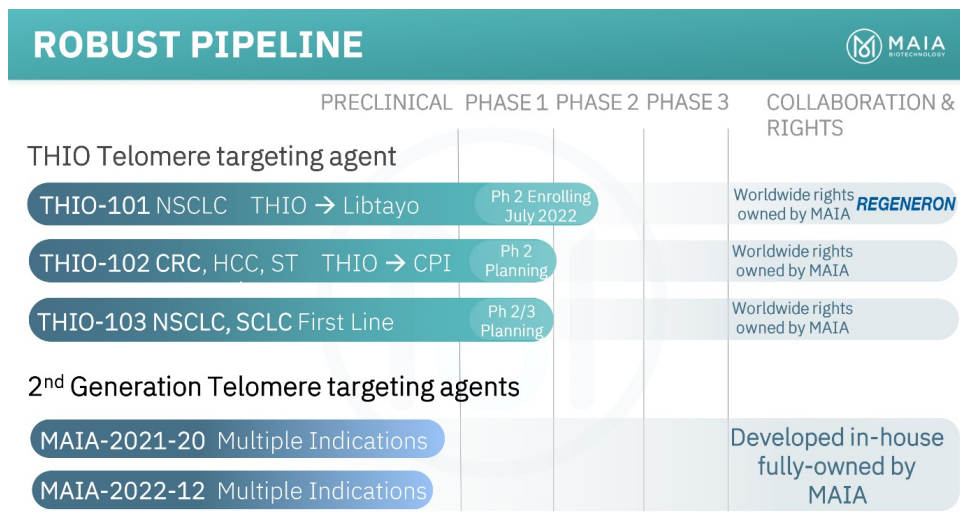 ROBUST PIPELINE
MAIA
BIOTECHNOLOGY
PRECLINICAL PHASE 1 PHASE 2 PHASE 3 COLLABORATION &
RIGHTS
THIO Telomere targeting agent
THIO-101 NSCLC THIO → Libtayo
Ph 2 Enrolling
July 2022
Worldwide rights
owned by MAIA
REGENERON
THIO-102 CRC, HCC, ST THIO → CPI
Ph 2
Planning
Worldwide rights
owned by MAIA
THIO-103 NSCLC, SCLC First Line
Ph 2/3
Planning
Worldwide rights
owned by MAIA
2nd Generation Telomere targeting agents
MAIA-2021-20 Multiple Indications
MAIA-2022-12 Multiple Indications
Developed in-house
fully-owned by
MAIA